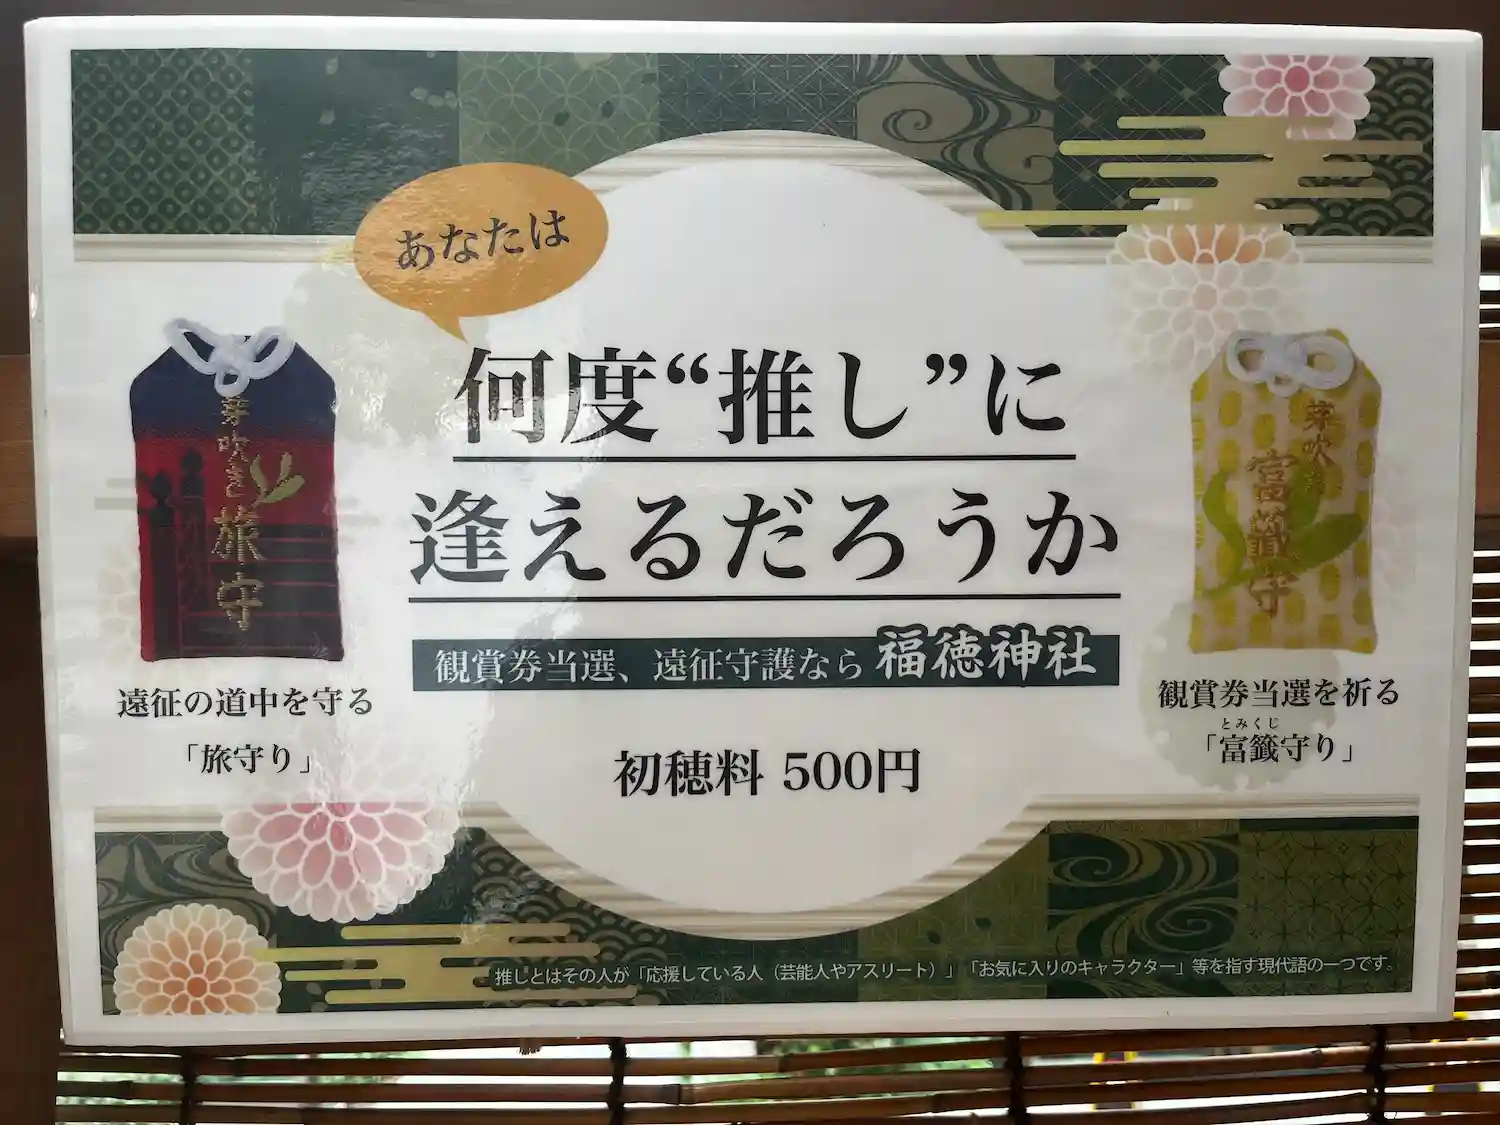 あなたは
何度“推し”に
逢えるだろうか
観賞券当選、遠征守護なら 福徳神社
初穂料 500円
芽吹き
旅守
遠征の道中を守る
「旅守り」
芽吹き
富籤守
観賞券当選を祈る
とみくじ
「富籤守り」
推しとはその人が「応援している人（芸能人やアスリート）」「お気に入りのキャラクター」等を指す現代語の一つです。